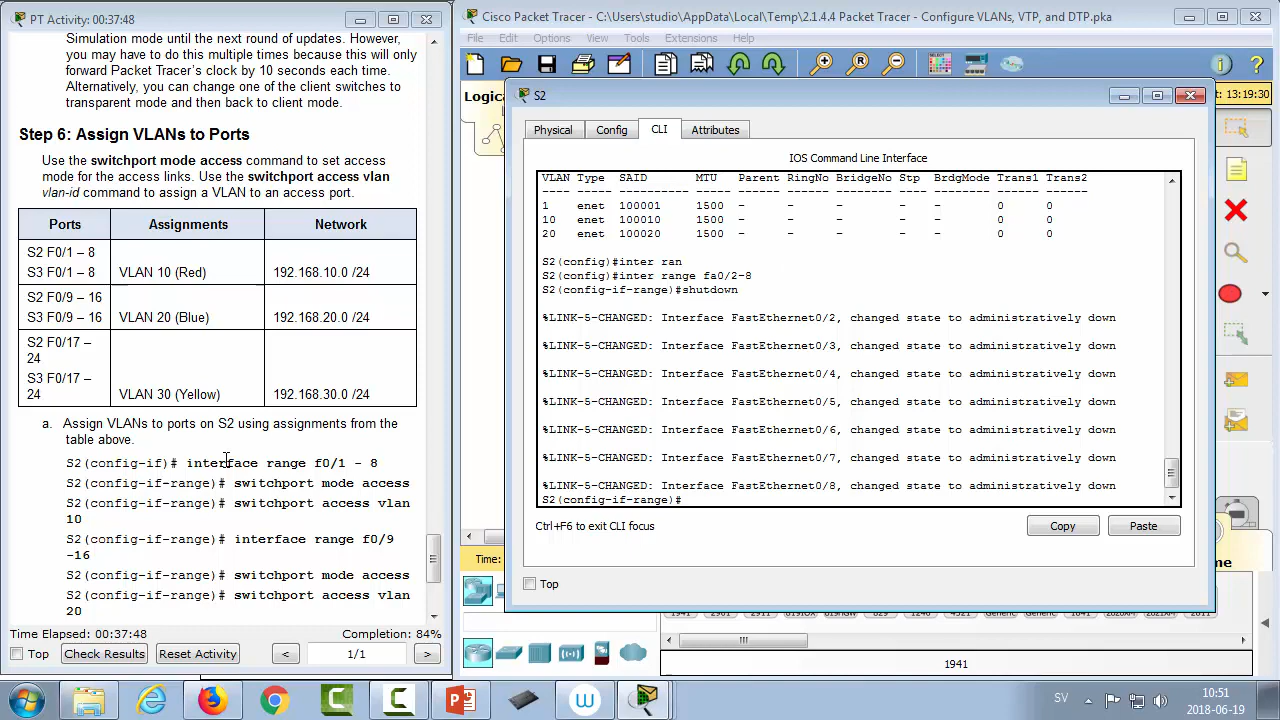 PT Activity: 00:37:48
Simulation mode until the next round of updates. However,
you may have to do this multiple times because this will only
forward Packet Tracer's clock by 10 seconds each time.
Alternatively, you can change one of the client switches to
transparent mode and then back to client mode.
Step 6: Assign VLANs to Ports
Use the switchport mode access command to set access
mode for the access links. Use the switchport access vlan
vlan-id command to assign a VLAN to an access port.
Ports Assignments Network
S2 F0/1 – 8
S3 F0/1 – 8 VLAN 10 (Red) 192.168.10.0 /24
S2 F0/9 – 16
S3 F0/9 – 16 VLAN 20 (Blue) 192.168.20.0 /24
S2 F0/17 –
24
S3 F0/17 –
24 VLAN 30 (Yellow) 192.168.30.0 /24
a. Assign VLANs to ports on S2 using assignments from the
table above.
S2(config-if)# interface range f0/1 - 8
S2(config-if-range)# switchport mode access
S2(config-if-range)# switchport access vlan
10
S2(config-if-range)# interface range f0/9
-16
S2(config-if-range)# switchport mode access
S2(config-if-range)# switchport access vlan
20
Time Elapsed: 00:37:48 Completion: 84%
Top Check Results Reset Activity < 1/1 >
Cisco Packet Tracer - C:\Users\studio\AppData\Local\Temp\2.1.4.4 Packet Tracer - Configure VLANs, VTP, and DTP.pka
File Edit Options View Tools Extensions Help
Logica
13:19:30
S2
Physical Config CLI Attributes
IOS Command Line Interface
VLAN Type SAID MTU Parent RingNo BridgeNo Stp BrdgMode Trans1 Trans2
---- ----- ---------- ----- ------ ------ -------- ---- -------- ------ ------
1 enet 100001 1500 - - - - - 0 0
10 enet 100010 1500 - - - - - 0 0
20 enet 100020 1500 - - - - - 0 0
S2(config)#inter ran
S2(config)#inter range fa0/2-8
S2(config-if-range)#shutdown
%LINK-5-CHANGED: Interface FastEthernet0/2, changed state to administratively down
%LINK-5-CHANGED: Interface FastEthernet0/3, changed state to administratively down
%LINK-5-CHANGED: Interface FastEthernet0/4, changed state to administratively down
%LINK-5-CHANGED: Interface FastEthernet0/5, changed state to administratively down
%LINK-5-CHANGED: Interface FastEthernet0/6, changed state to administratively down
%LINK-5-CHANGED: Interface FastEthernet0/7, changed state to administratively down
%LINK-5-CHANGED: Interface FastEthernet0/8, changed state to administratively down
S2(config-if-range)#
Ctrl+F6 to exit CLI focus Copy Paste
Top
Time:
me
1941
SV 10:51
2018-06-19